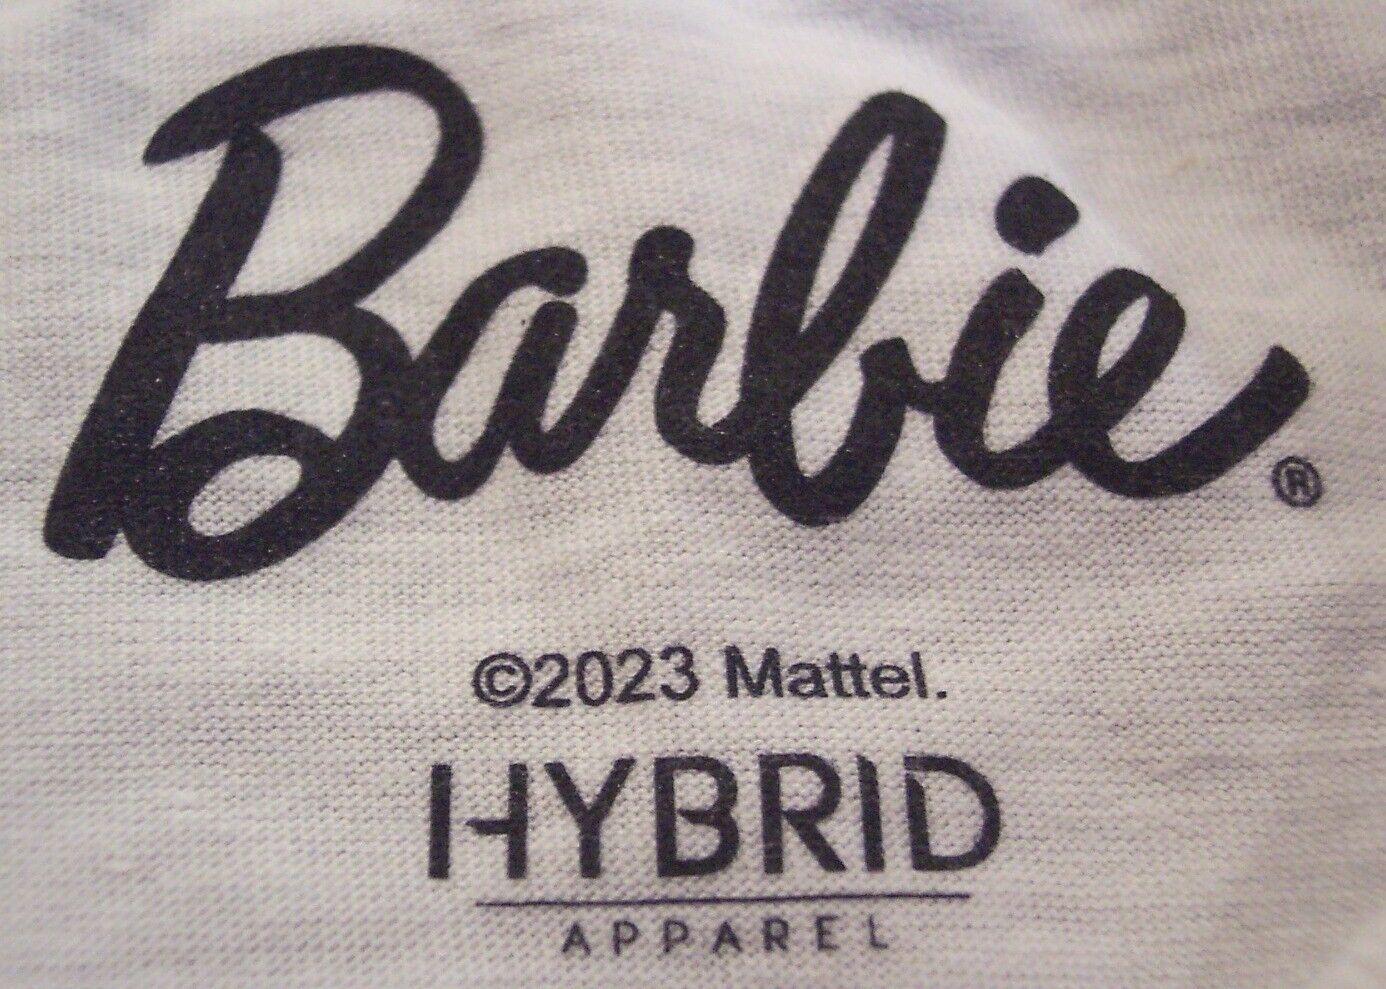 Barbie®
©2023 Mattel.
HYBRID
APPAREL